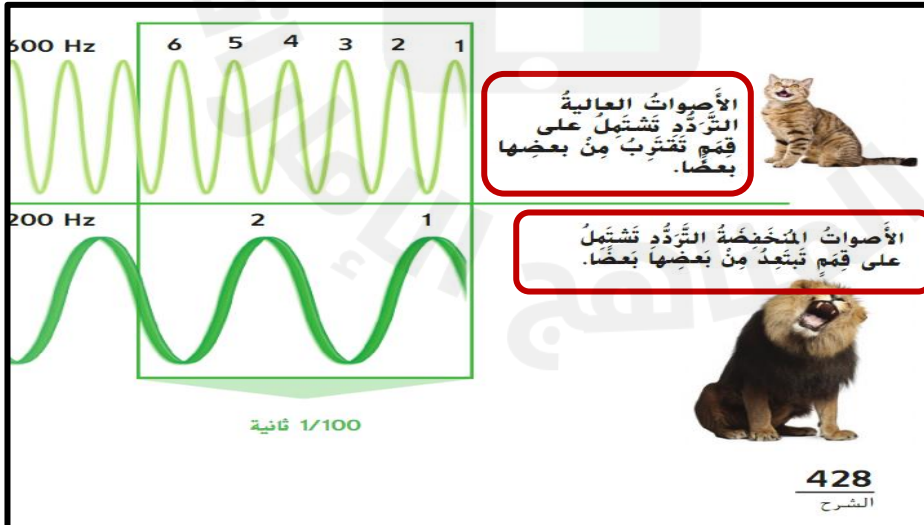 600 Hz 6 5 4 3 2 1
الأَصواتُ العاليةُ
التَّرَدُّدِ تَشتَمِلُ على
قِمَمٍ تَقتَرِبُ مِنْ بعضِها
بعضًا.
200 Hz 2 1
الأَصواتُ المُنخَفِضَةُ التَّرَدُّدِ تَشتَمِلُ
على قِمَمٍ تَبتَعِدُ مِنْ بَعضِها بَعضًا.
1/100 ثانية
428
الشرح